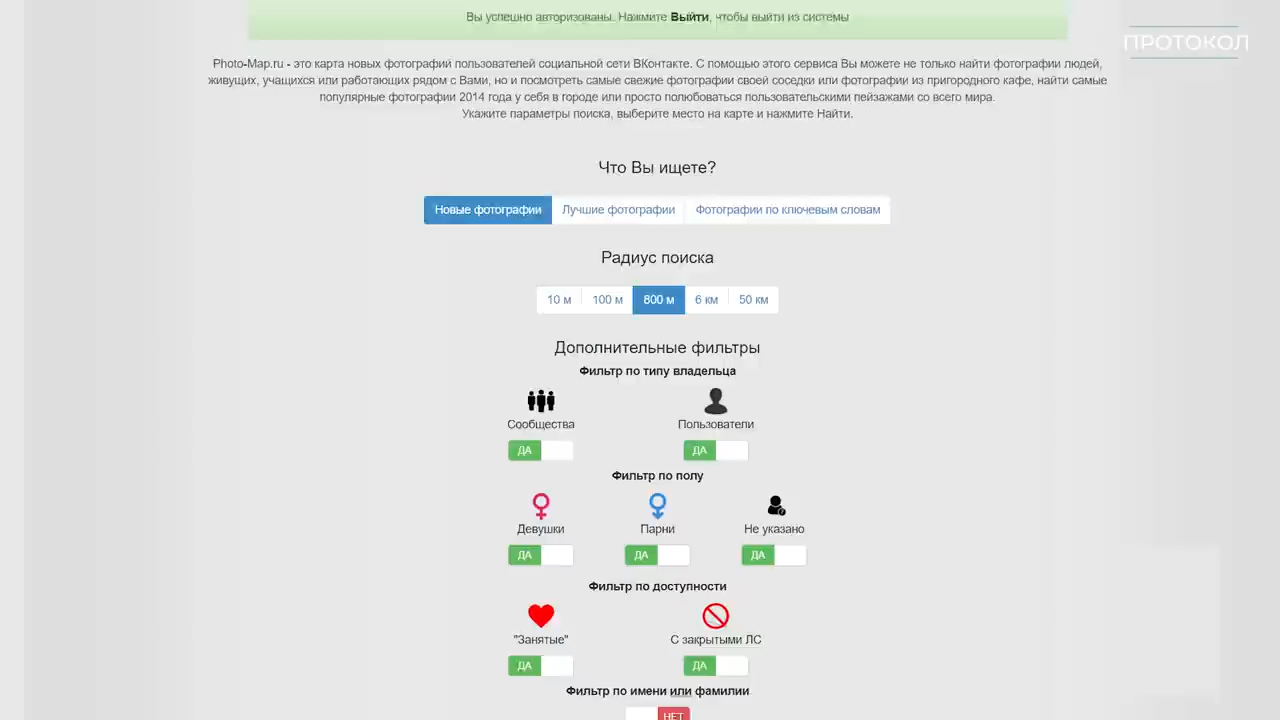 Вы успешно авторизованы. Нажмите Выйти, чтобы выйти из системы
ПРОТОКОЛ
Photo-Map.ru - это карта новых фотографий пользователей социальной сети ВКонтакте. С помощью этого сервиса Вы можете не только найти фотографии людей,
живущих, учащихся или работающих рядом с Вами, но и посмотреть самые свежие фотографии своей соседки или фотографии из пригородного кафе, найти самые
популярные фотографии 2014 года у себя в городе или просто полюбоваться пользовательскими пейзажами со всего мира.
Укажите параметры поиска, выберите место на карте и нажмите Найти.
Что Вы ищете?
Новые фотографии Лучшие фотографии Фотографии по ключевым словам
Радиус поиска
10 м 100 м 800 м 6 км 50 км
Дополнительные фильтры
Фильтр по типу владельца
Сообщества Пользователи
ДА ДА
Фильтр по полу
Девушки Парни Не указано
ДА ДА ДА
Фильтр по доступности
"Занятые" С закрытыми ЛС
ДА ДА
Фильтр по имени или фамилии
НЕТ